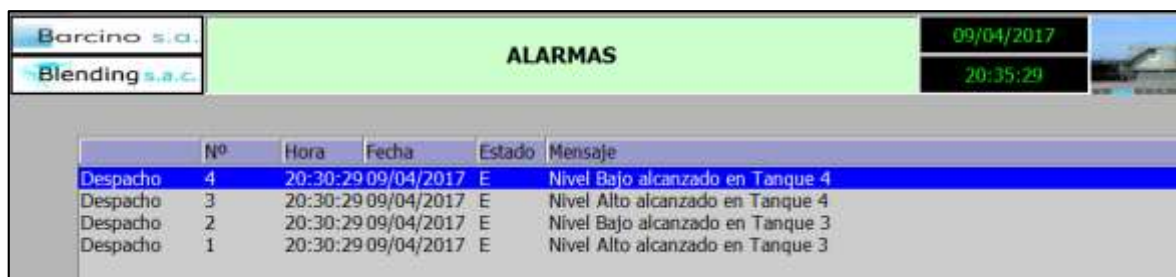 Barcino s.a.
Blending s.a.c.
ALARMAS
09/04/2017
20:35:29
Nº Hora Fecha Estado Mensaje
Despacho 4 20:30:29 09/04/2017 E Nivel Bajo alcanzado en Tanque 4
Despacho 3 20:30:29 09/04/2017 E Nivel Alto alcanzado en Tanque 4
Despacho 2 20:30:29 09/04/2017 E Nivel Bajo alcanzado en Tanque 3
Despacho 1 20:30:29 09/04/2017 E Nivel Alto alcanzado en Tanque 3